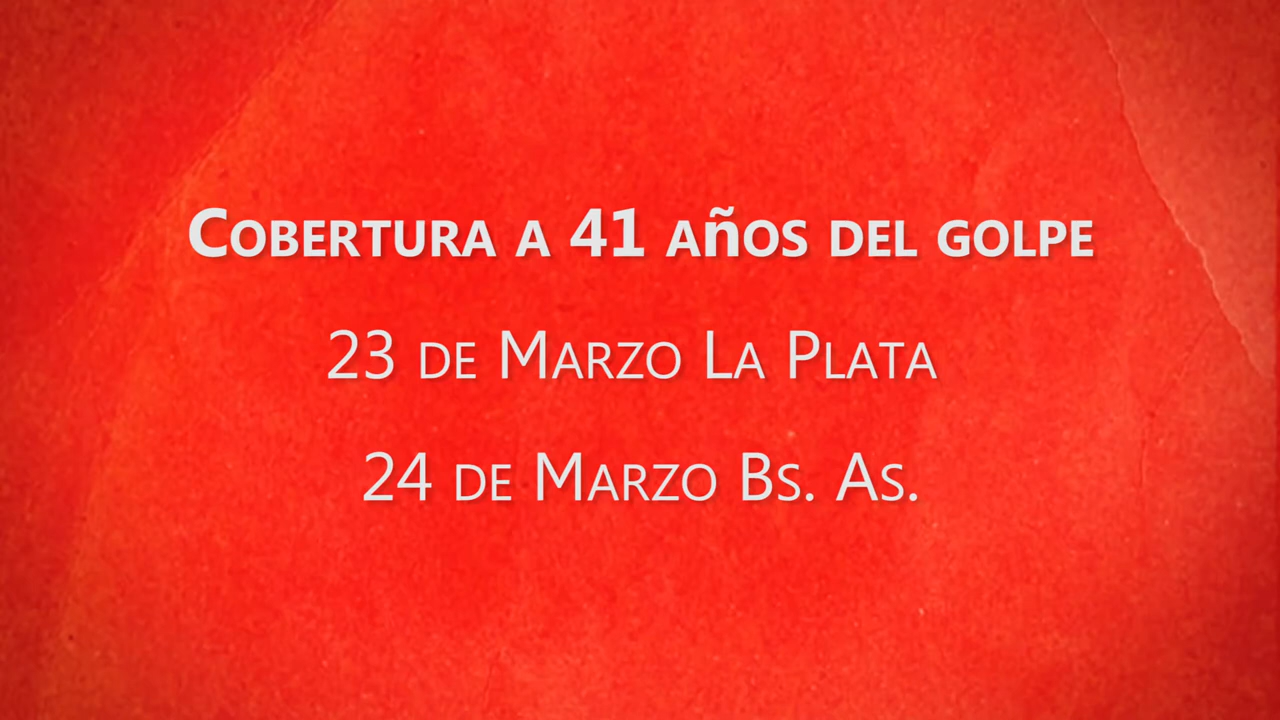 Cobertura a 41 años del golpe
23 de Marzo La Plata
24 de Marzo Bs. As.